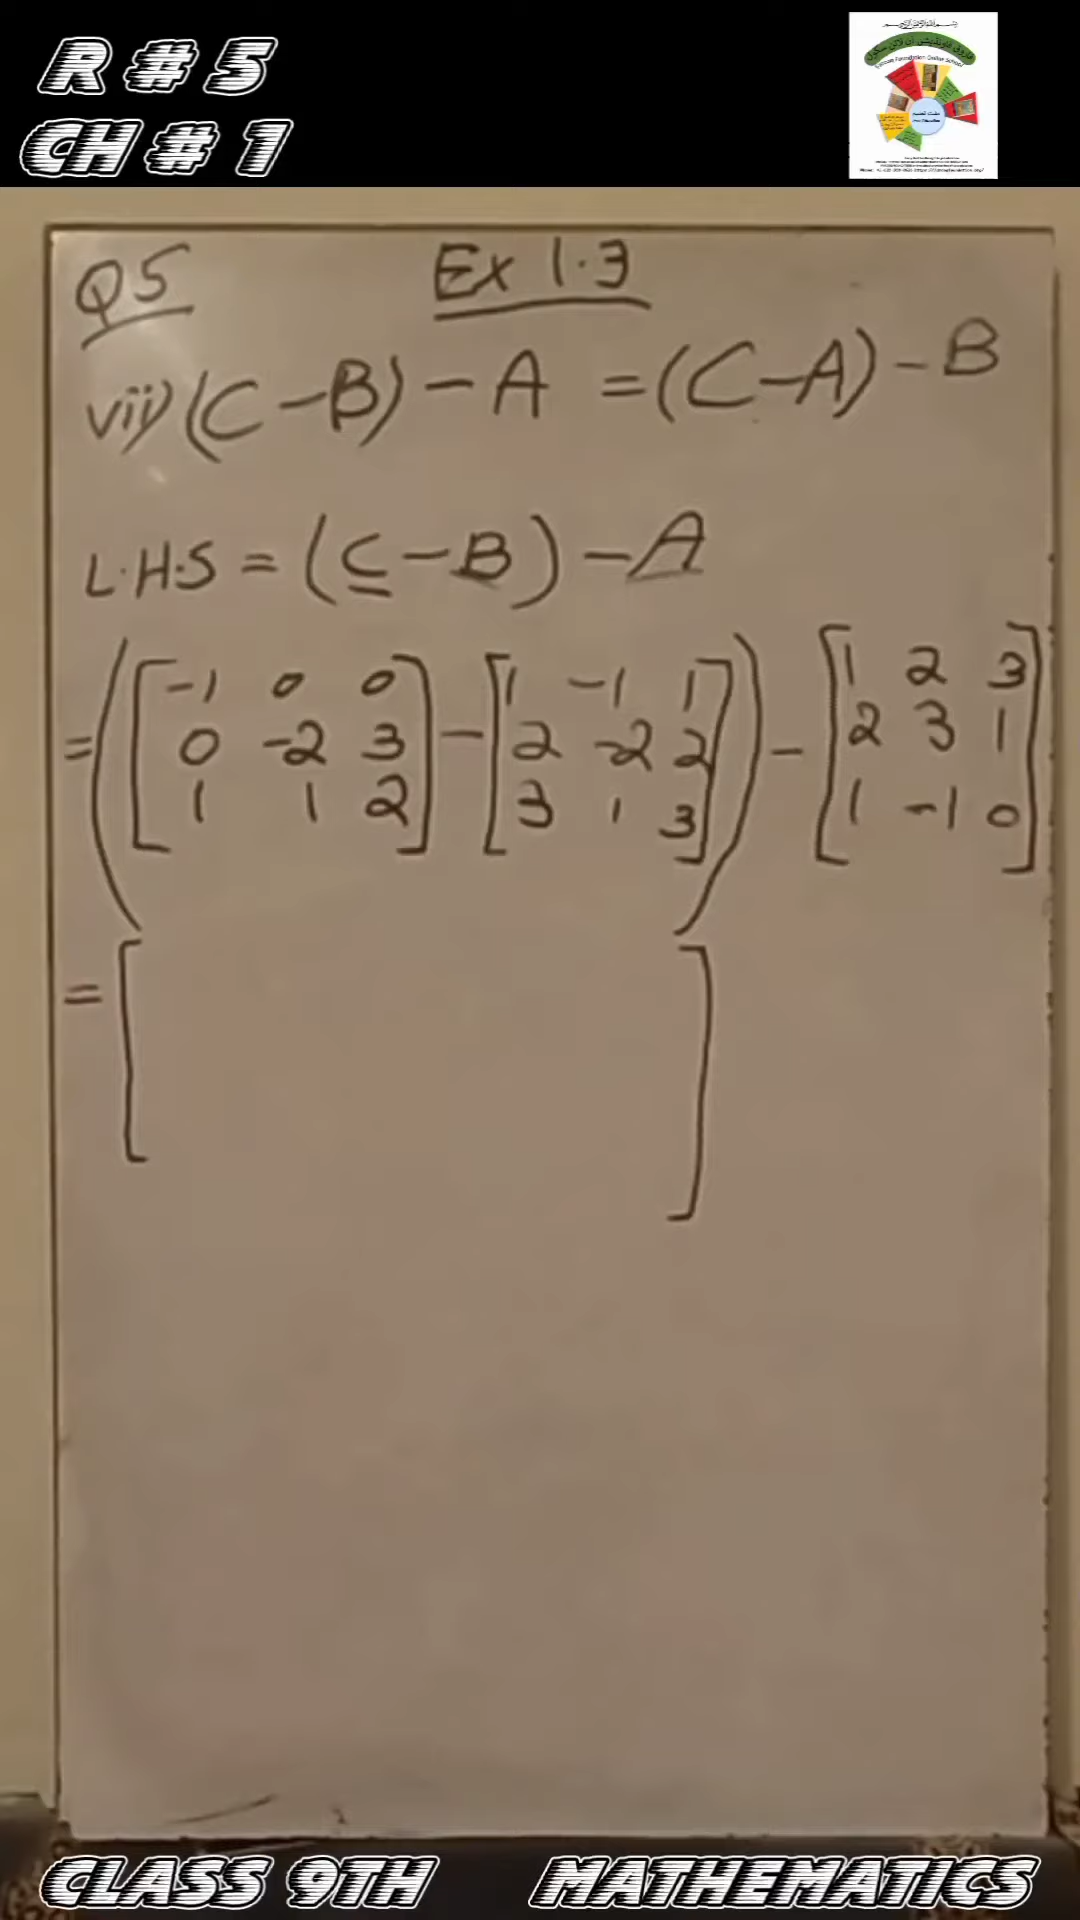 R # 5
CH # 1
Q5 Ex 1.3
vii) (C - B) - A = (C - A) - B
L.H.S = (C - B) - A
= ([-1 0 0] - [1 -1 1]) - [1 2 3]
[0 -2 3] [2 -2 2] [2 3 1]
[1 1 2] [3 1 3] [1 -1 0]
= [ ]
CLASS 9TH MATHEMATICS